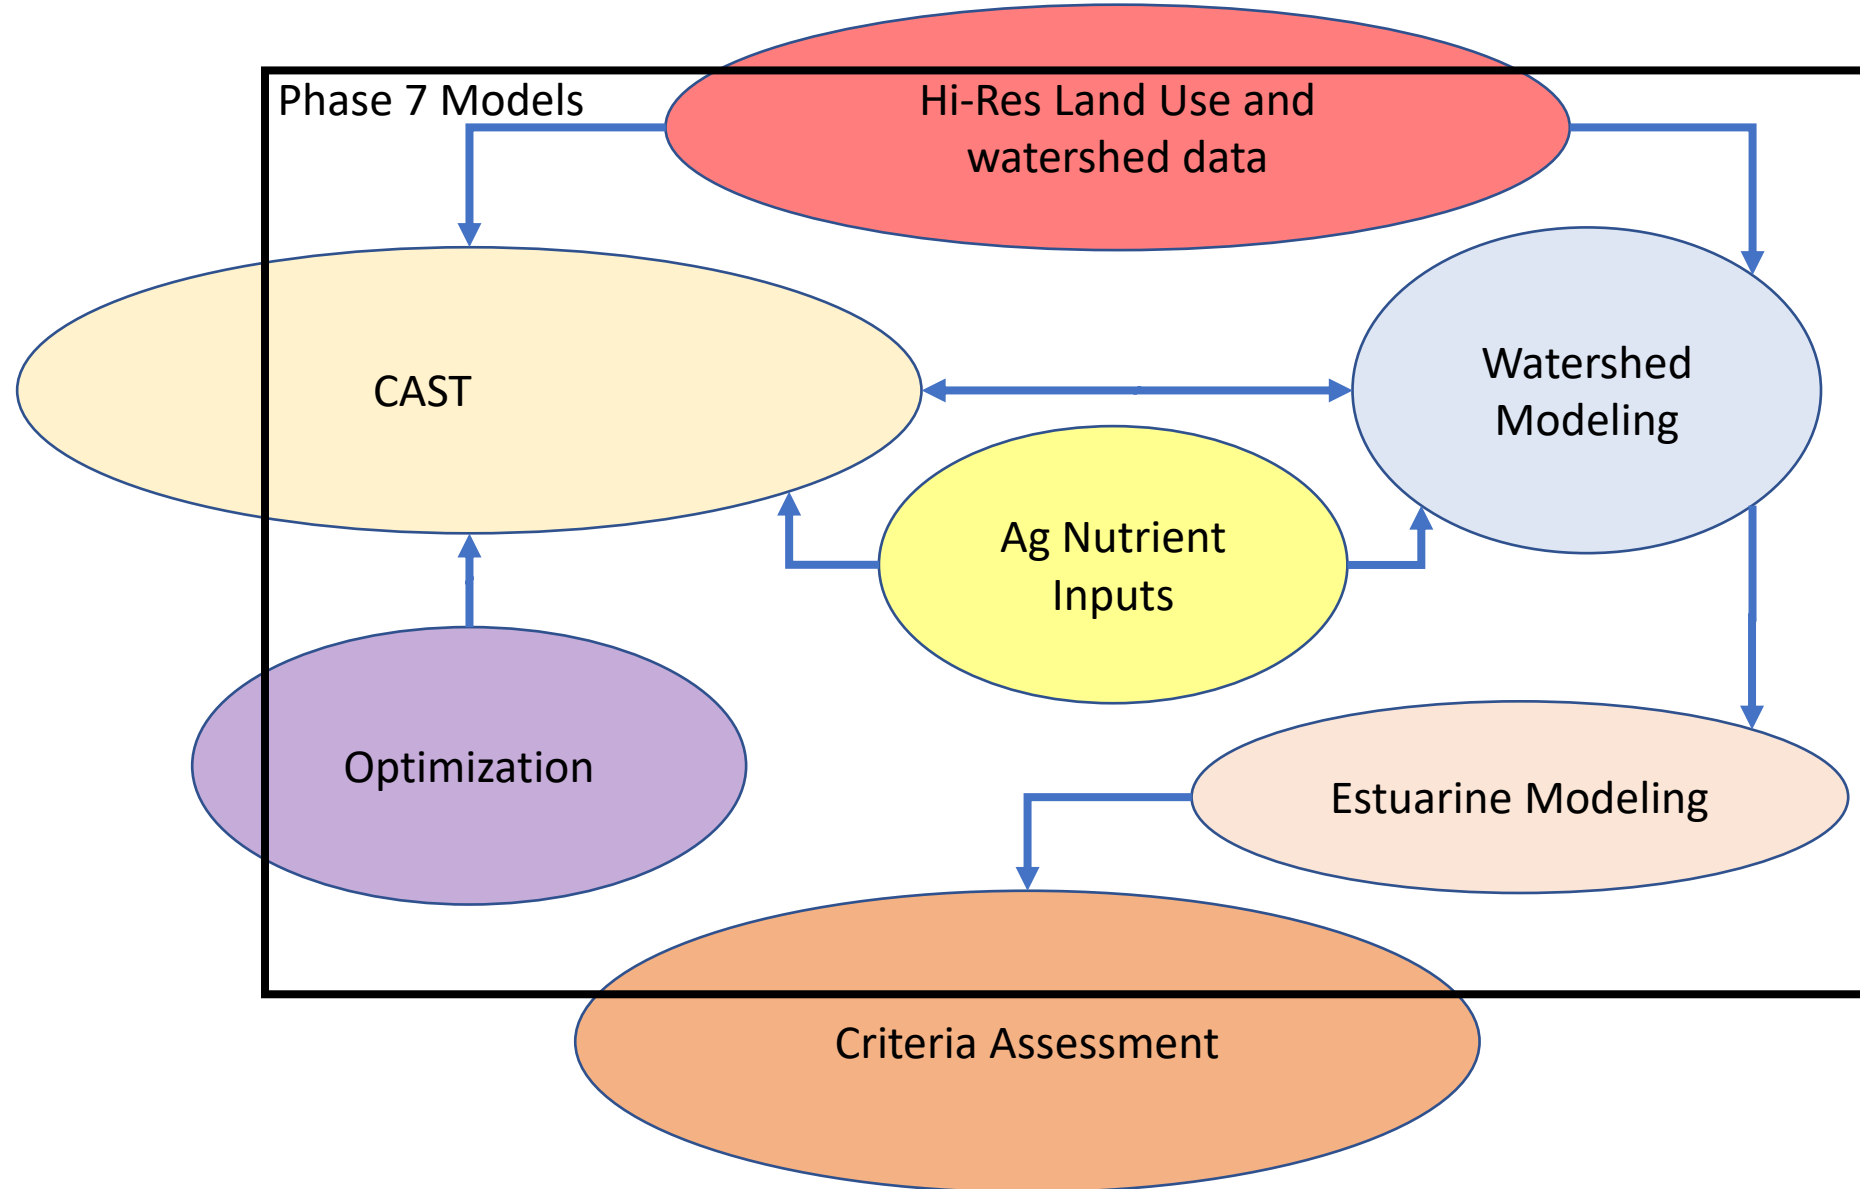 Phase 7 Models
Hi-Res Land Use and
watershed data
CAST
Watershed
Modeling
Ag Nutrient
Inputs
Optimization
Estuarine Modeling
Criteria Assessment